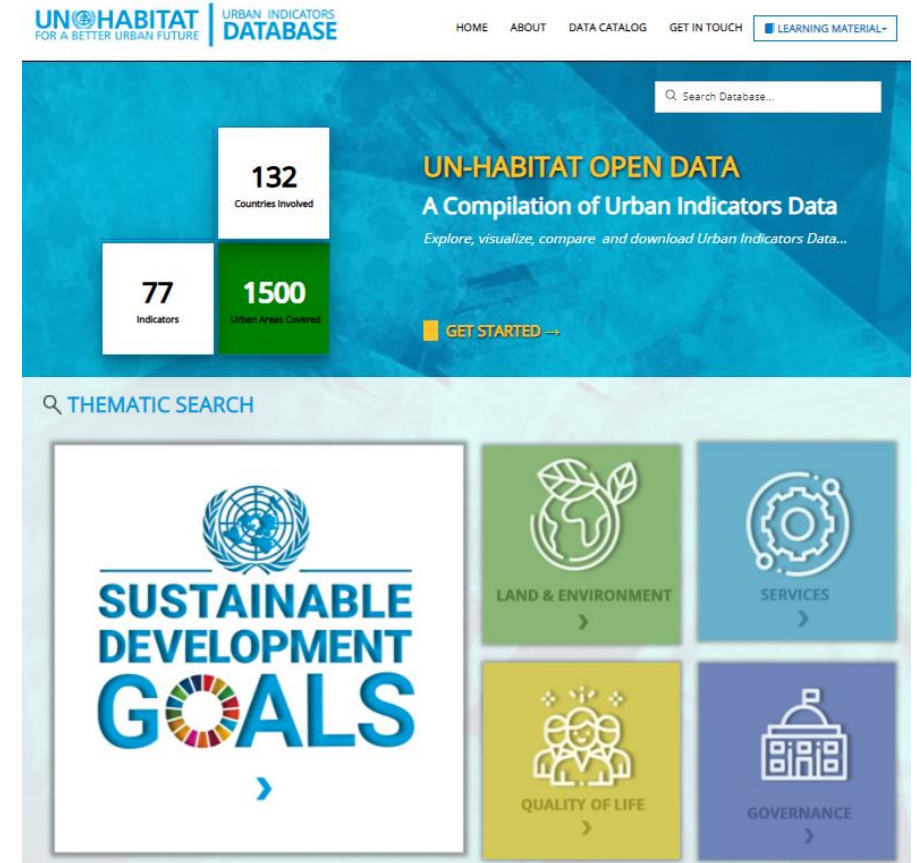 UN HABITAT
FOR A BETTER URBAN FUTURE
URBAN INDICATORS
DATABASE
HOME ABOUT DATA CATALOG GET IN TOUCH LEARNING MATERIAL
Search Database...
132
Countries Involved
77
Indicators
1500
Urban Areas Covered
UN-HABITAT OPEN DATA
A Compilation of Urban Indicators Data
Explore, visualize, compare and download Urban Indicators Data...
GET STARTED →
THEMATIC SEARCH
SUSTAINABLE
DEVELOPMENT
GOALS
LAND & ENVIRONMENT
SERVICES
QUALITY OF LIFE
GOVERNANCE